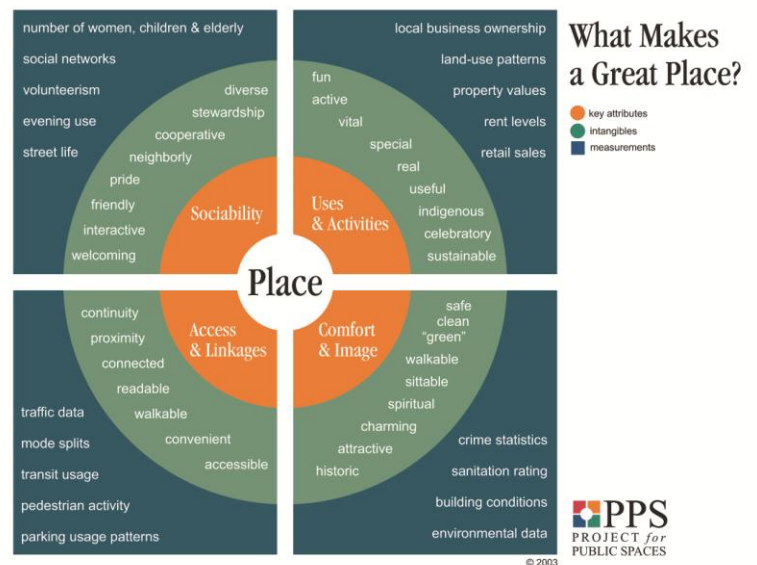 What Makes
a Great Place?
key attributes
intangibles
measurements
number of women, children & elderly
social networks
volunteerism
evening use
street life
diverse
stewardship
cooperative
neighborly
pride
friendly
interactive
welcoming
Sociability
local business ownership
land-use patterns
property values
rent levels
retail sales
fun
active
vital
special
real
useful
indigenous
celebratory
sustainable
Uses
& Activities
Place
continuity
proximity
connected
readable
walkable
convenient
accessible
Access
& Linkages
traffic data
mode splits
transit usage
pedestrian activity
parking usage patterns
Comfort
& Image
safe
clean
"green"
walkable
sittable
spiritual
charming
attractive
historic
crime statistics
sanitation rating
building conditions
environmental data
PPS
PROJECT for
PUBLIC SPACES
© 2003